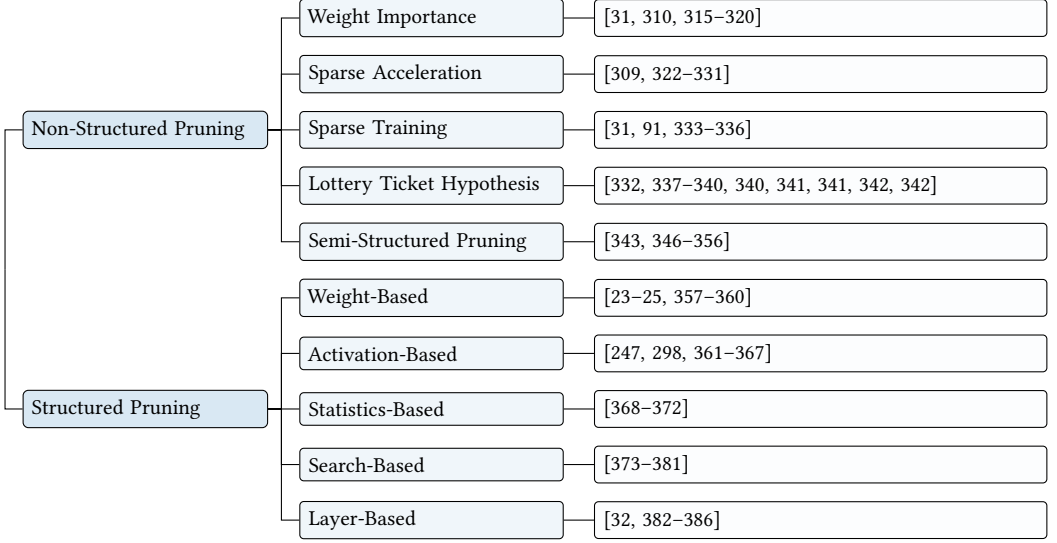 Weight Importance
[31, 310, 315–320]
Sparse Acceleration
[309, 322–331]
Non-Structured Pruning
Sparse Training
[31, 91, 333–336]
Lottery Ticket Hypothesis
[332, 337–340, 340, 341, 341, 342, 342]
Semi-Structured Pruning
[343, 346–356]
Weight-Based
[23–25, 357–360]
Activation-Based
[247, 298, 361–367]
Structured Pruning
Statistics-Based
[368–372]
Search-Based
[373–381]
Layer-Based
[32, 382–386]